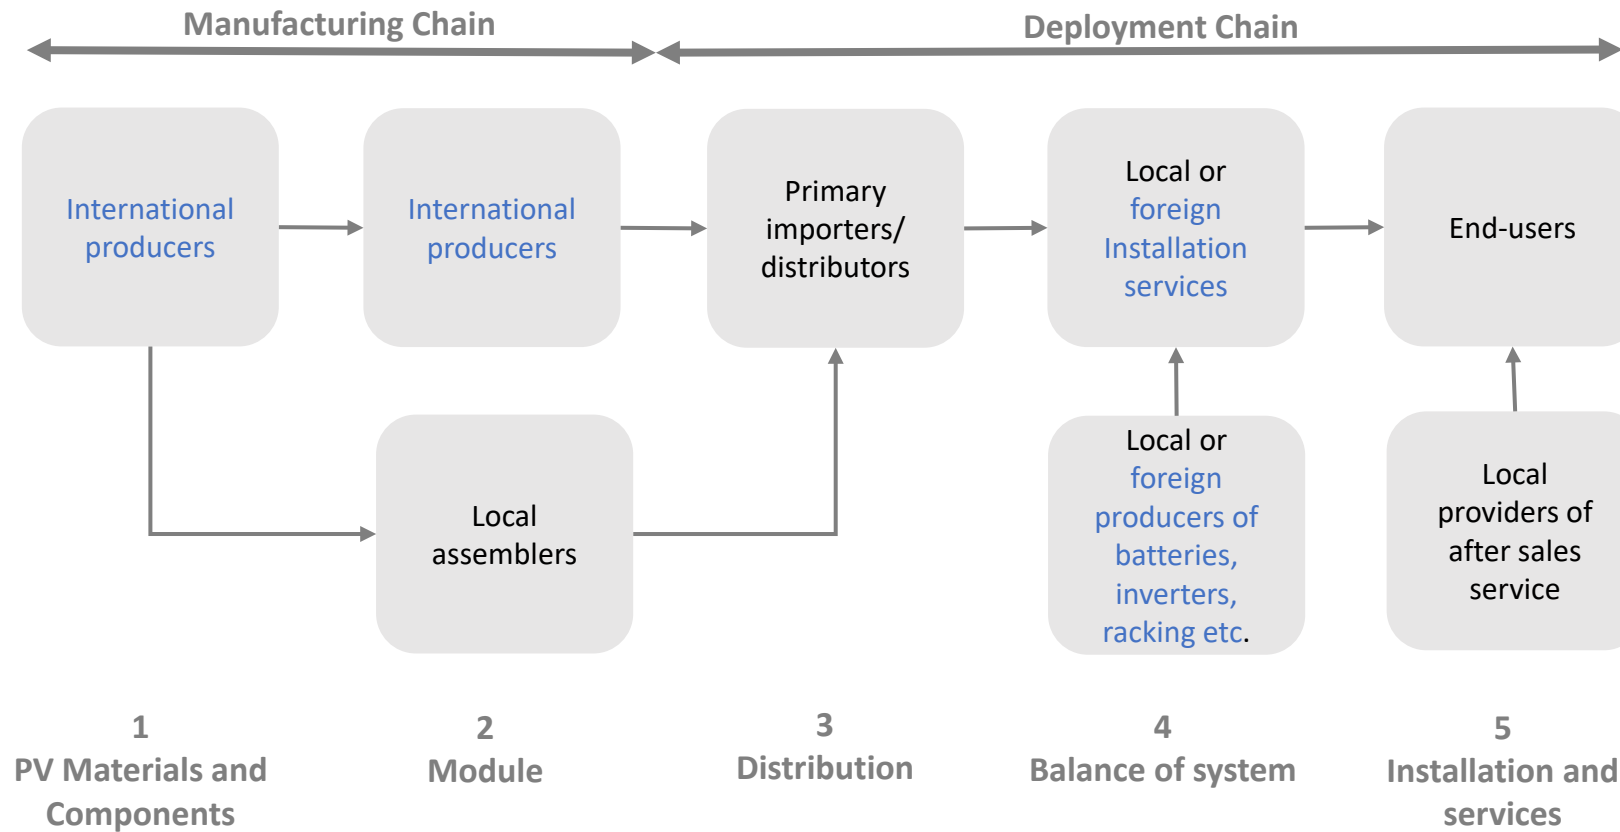 Manufacturing Chain
Deployment Chain
International
producers
International
producers
Primary
importers/
distributors
Local or
foreign
Installation
services
End-users
Local
assemblers
Local or
foreign
producers of
batteries,
inverters,
racking etc.
Local
providers of
after sales
service
1
PV Materials and
Components
2
Module
3
Distribution
4
Balance of system
5
Installation and
services